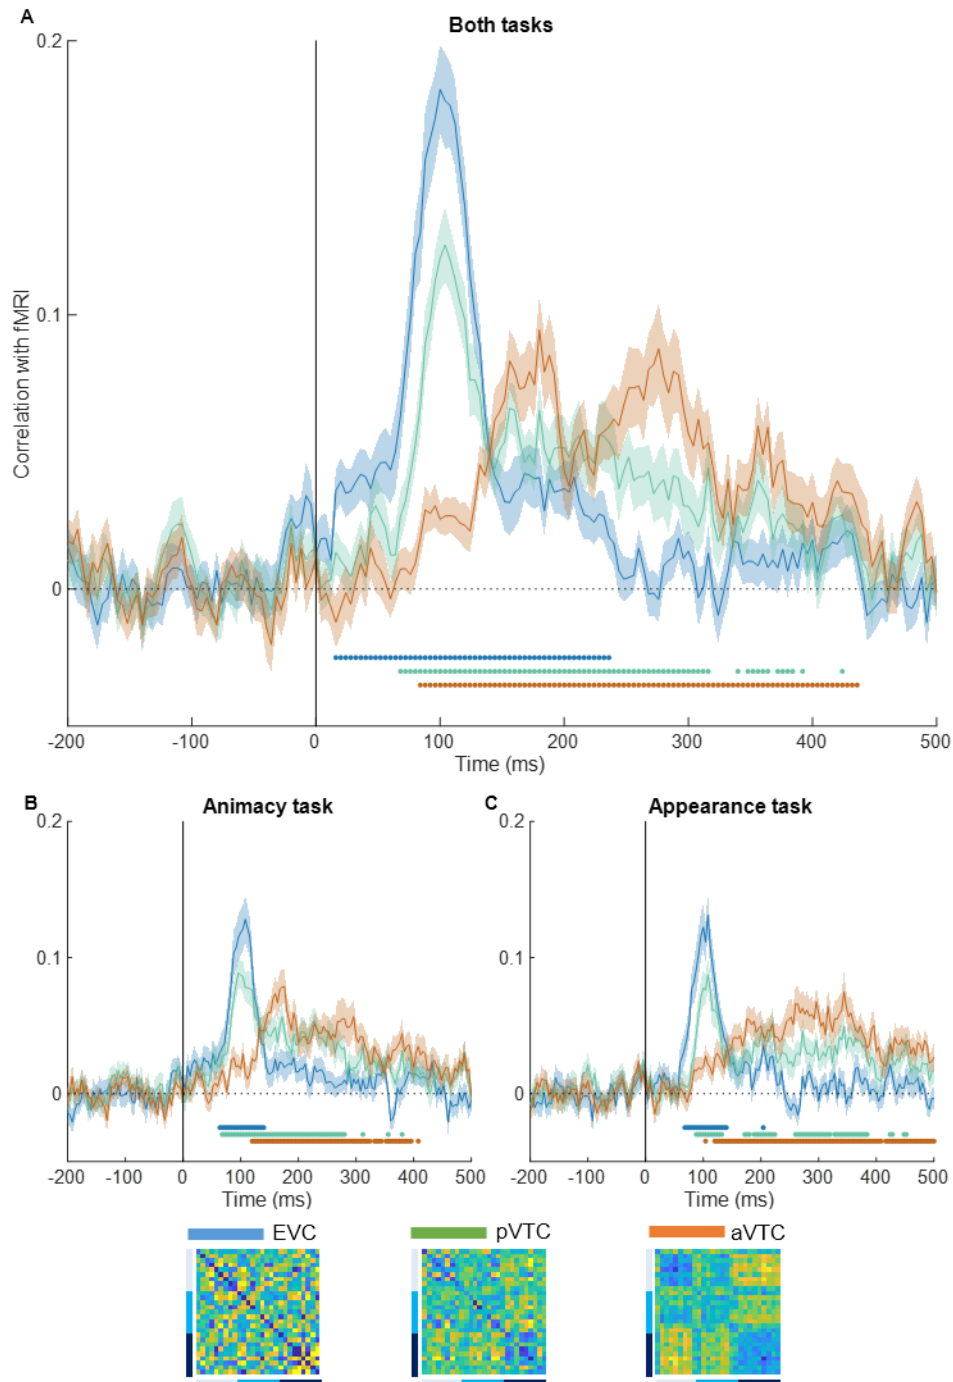 A
Both tasks
0.2
0.1
0
Correlation with fMRI
-200 -100 0 100 200 300 400 500
Time (ms)
B Animacy task
0.2
0.1
0
-200 -100 0 100 200 300 400 500
Time (ms)
C Appearance task
0.2
0.1
0
-200 -100 0 100 200 300 400 500
Time (ms)
EVC pVTC aVTC